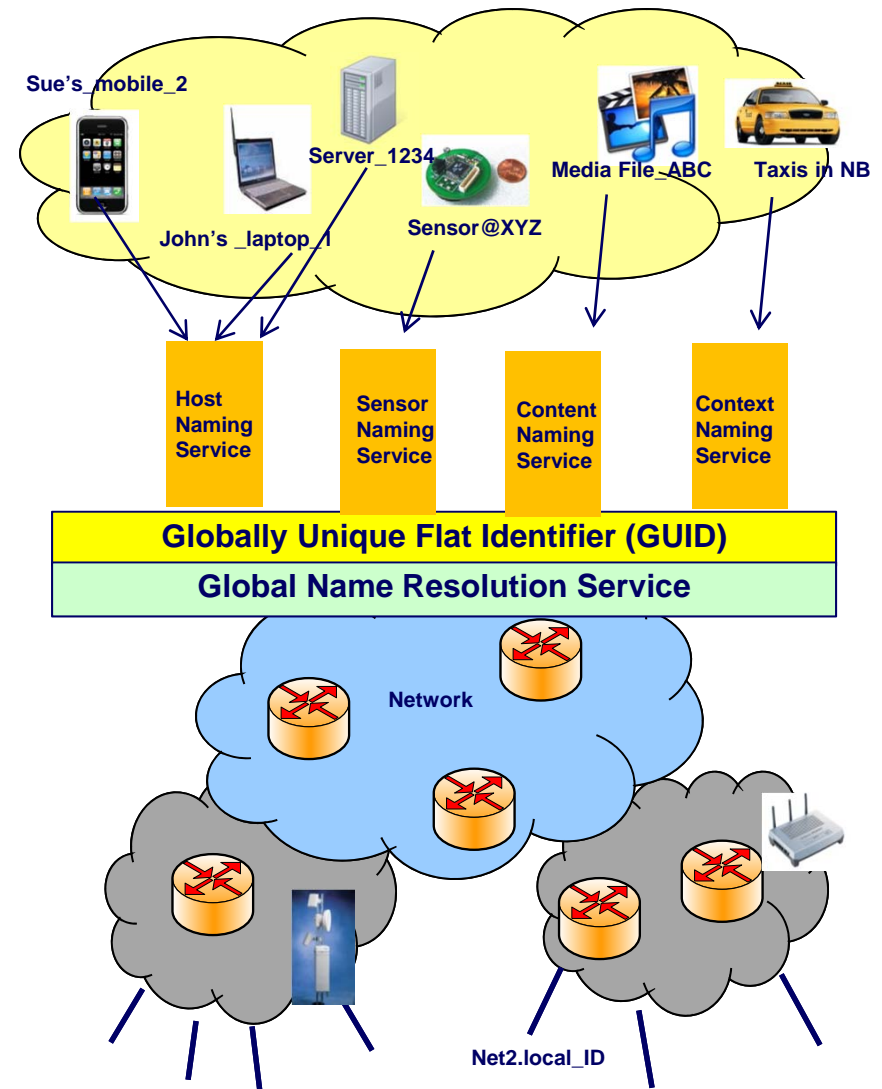 Sue's_mobile_2
Server_1234
Media File_ABC
Taxis in NB
John's _laptop_1
Sensor@XYZ
Host
Naming
Service
Sensor
Naming
Service
Content
Naming
Service
Context
Naming
Service
Globally Unique Flat Identifier (GUID)
Global Name Resolution Service
Network
Net2.local_ID